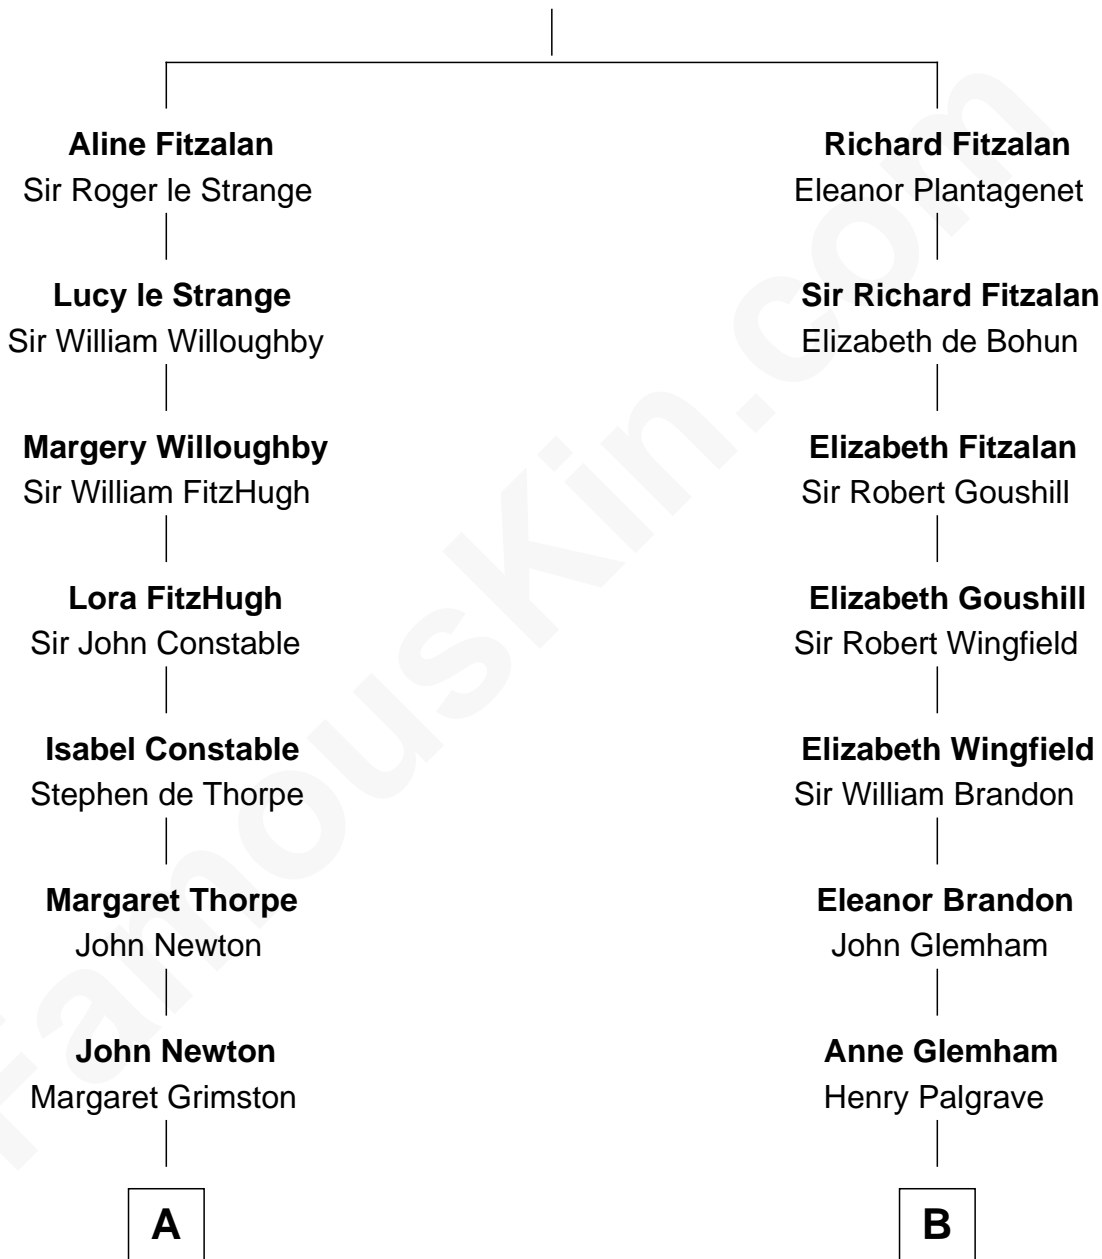 Aline Fitzalan
Sir Roger le Strange
Lucy le Strange
Sir William Willoughby
Margery Willoughby
Sir William FitzHugh
Lora FitzHugh
Sir John Constable
Isabel Constable
Stephen de Thorpe
Margaret Thorpe
John Newton
John Newton
Margaret Grimston
A
Richard Fitzalan
Eleanor Plantagenet
Sir Richard Fitzalan
Elizabeth de Bohun
Elizabeth Fitzalan
Sir Robert Goushill
Elizabeth Goushill
Sir Robert Wingfield
Elizabeth Wingfield
Sir William Brandon
Eleanor Brandon
John Glemham
Anne Glemham
Henry Palgrave
B
FamousKin.com